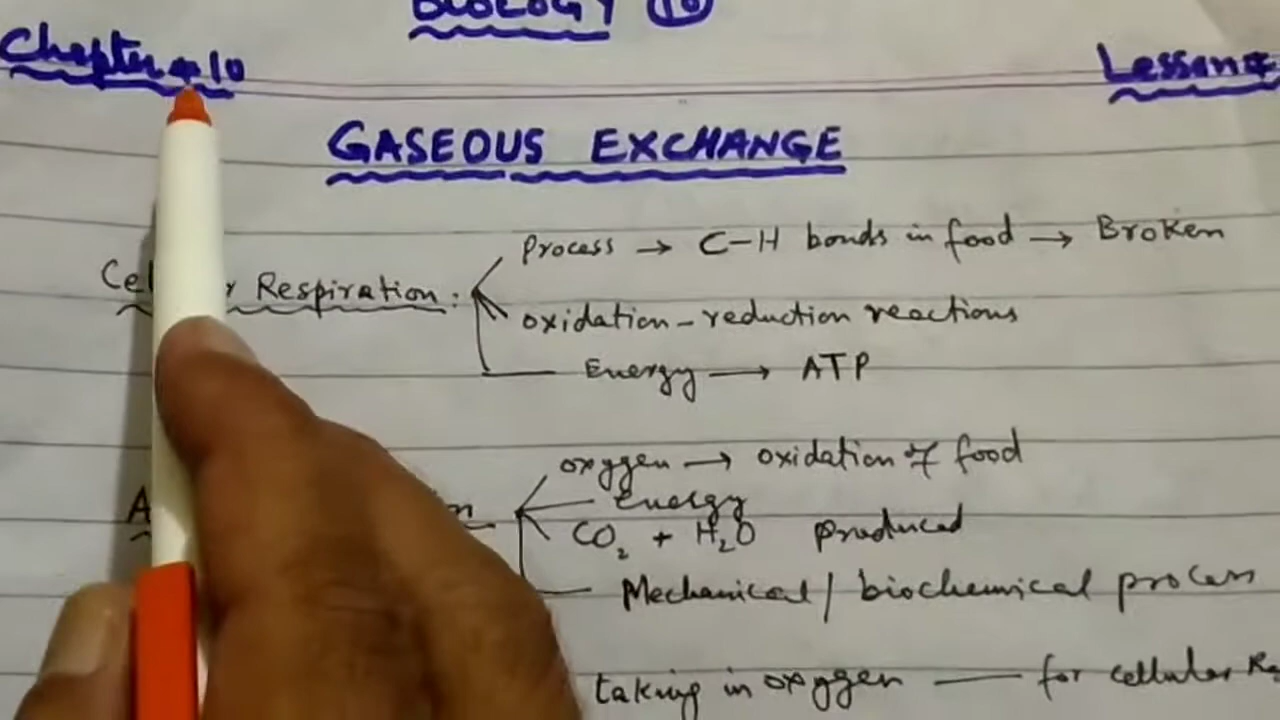 BIOLOGY 10
Chapter # 10
Lesson #
GASEOUS EXCHANGE
Process → C-H bonds in food → Broken
Respiration :
oxidation - reduction reactions
Energy → ATP
oxygen → oxidation of food
Energy
CO₂ + H₂O produced
Mechanical / biochemical process
taking in oxygen — for cellular